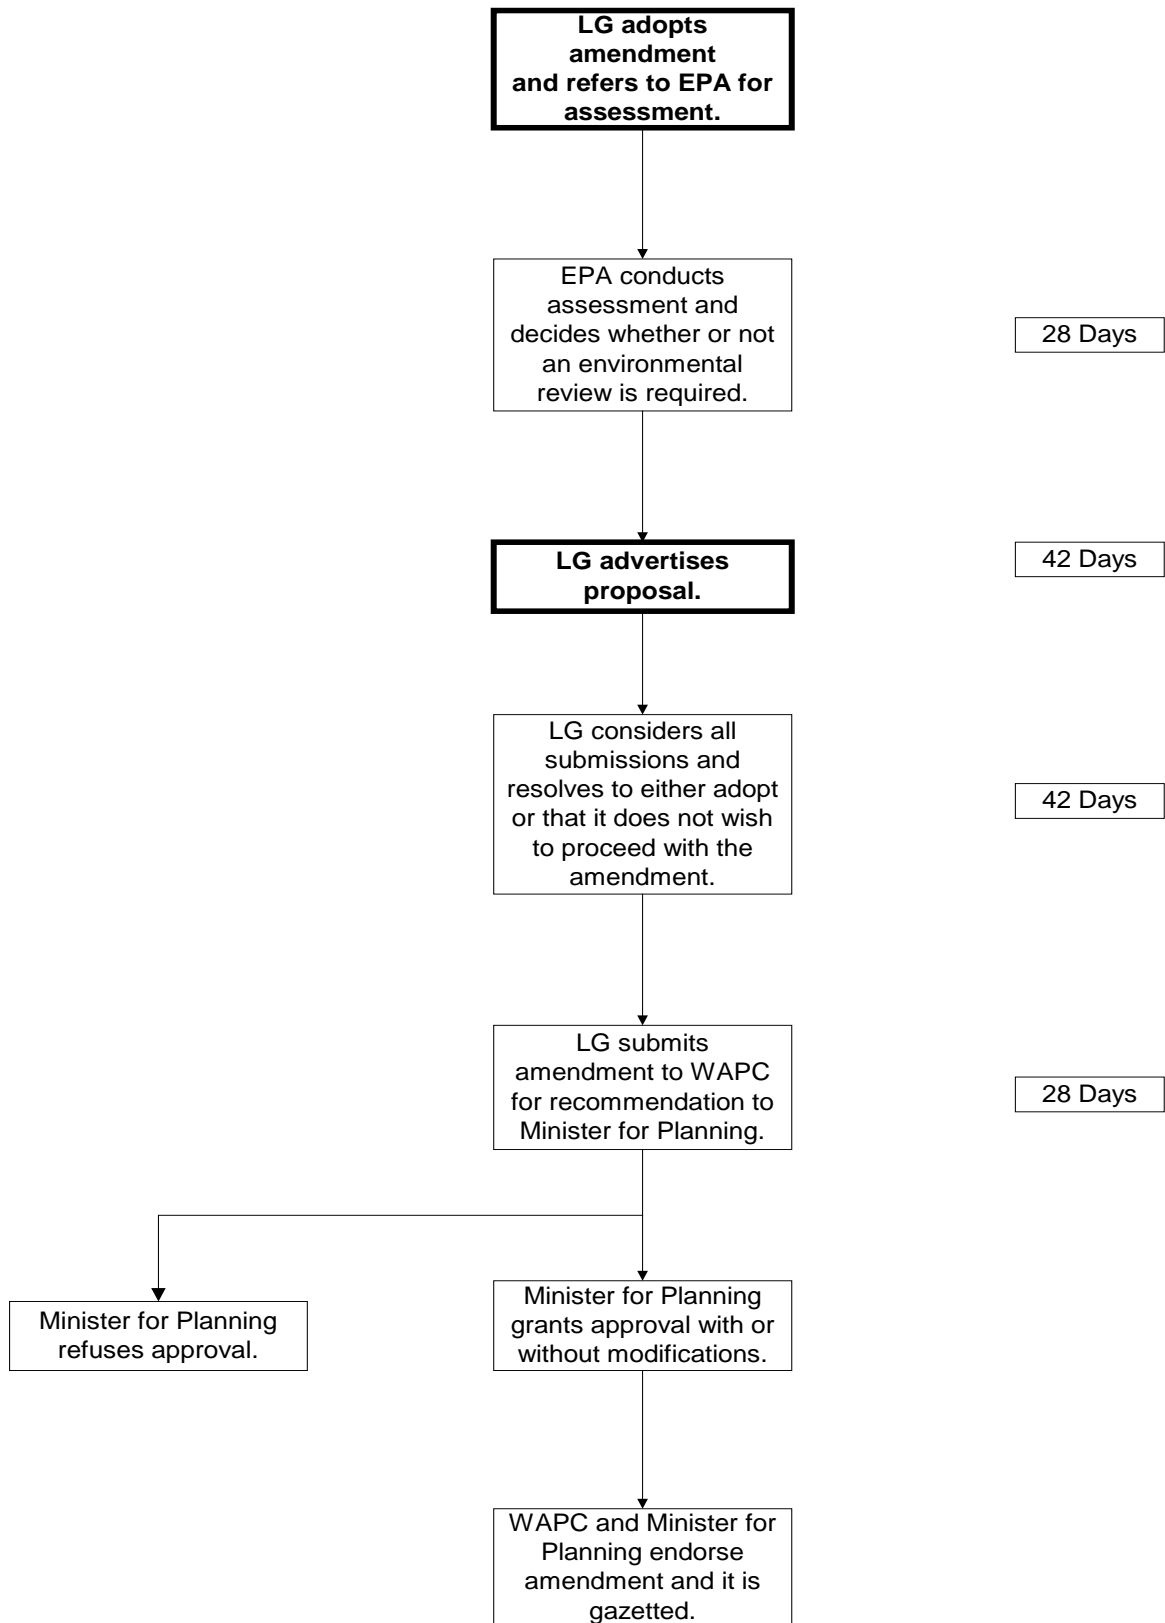 LG adopts
amendment
and refers to EPA for
assessment.
EPA conducts
assessment and
decides whether or not
an environmental
review is required.
28 Days
LG advertises
proposal.
42 Days
LG considers all
submissions and
resolves to either adopt
or that it does not wish
to proceed with the
amendment.
42 Days
LG submits
amendment to WAPC
for recommendation to
Minister for Planning.
28 Days
Minister for Planning
refuses approval.
Minister for Planning
grants approval with or
without modifications.
WAPC and Minister for
Planning endorse
amendment and it is
gazetted.